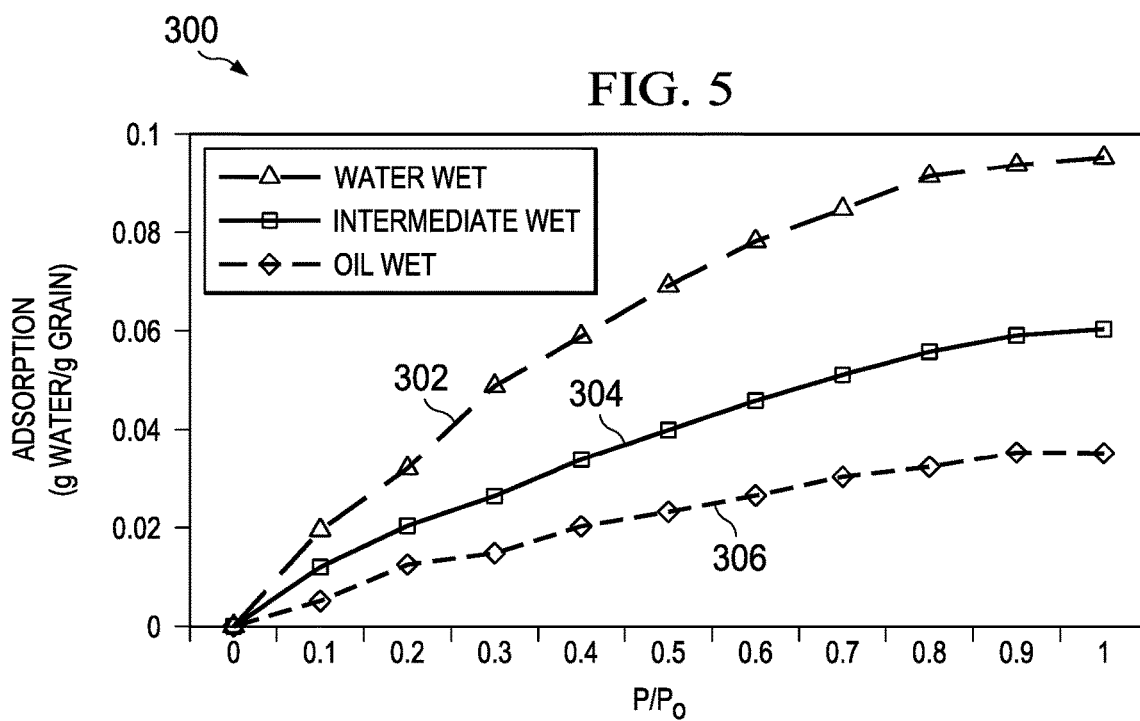 300
FIG. 5
0.1
0.08
0.06
0.04
0.02
0
ADSORPTION
(g WATER/g GRAIN)
WATER WET
INTERMEDIATE WET
OIL WET
302
304
306
0 0.1 0.2 0.3 0.4 0.5 0.6 0.7 0.8 0.9 1
P/Po